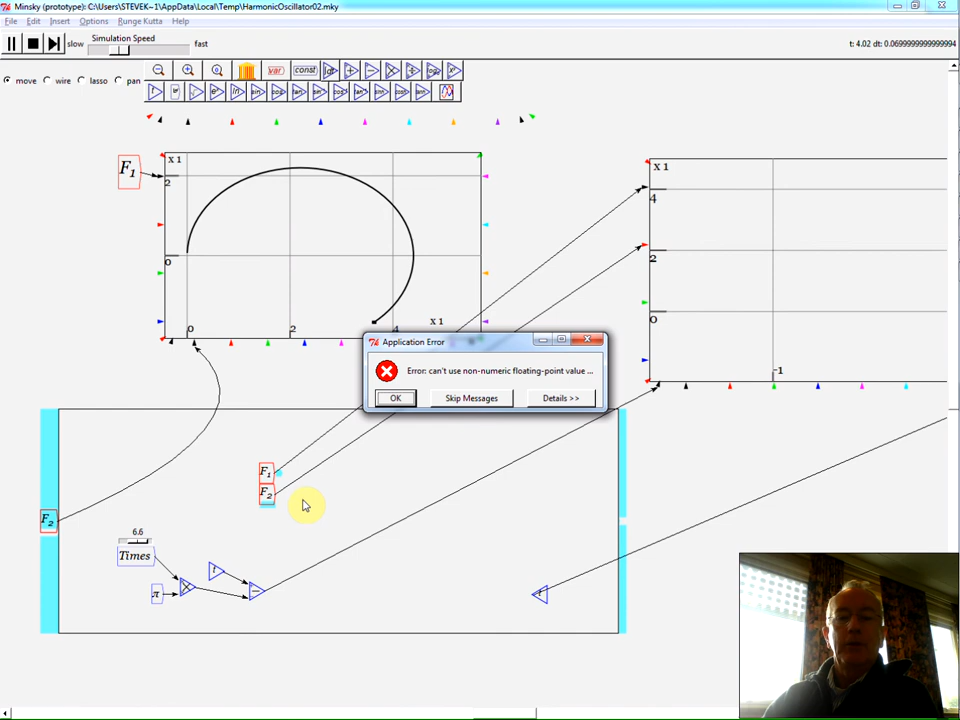 Minsky (prototype): C:\Users\STEVEK~1\AppData\Local\Temp\HarmonicOscillator02.mky
File Edit Insert Options Runge Kutta Help
slow Simulation Speed fast
t: 4.02 dt: 0.0699999999999994
move wire lasso pan
var const
F₁
x 1
2
0
0 2 4 x 1
x 1
4
2
0
-1
Application Error
Error: can't use non-numeric floating-point value ...
OK Skip Messages Details >>
F₁
F₂
F₂
6.6
Times
t
π
×
−
t